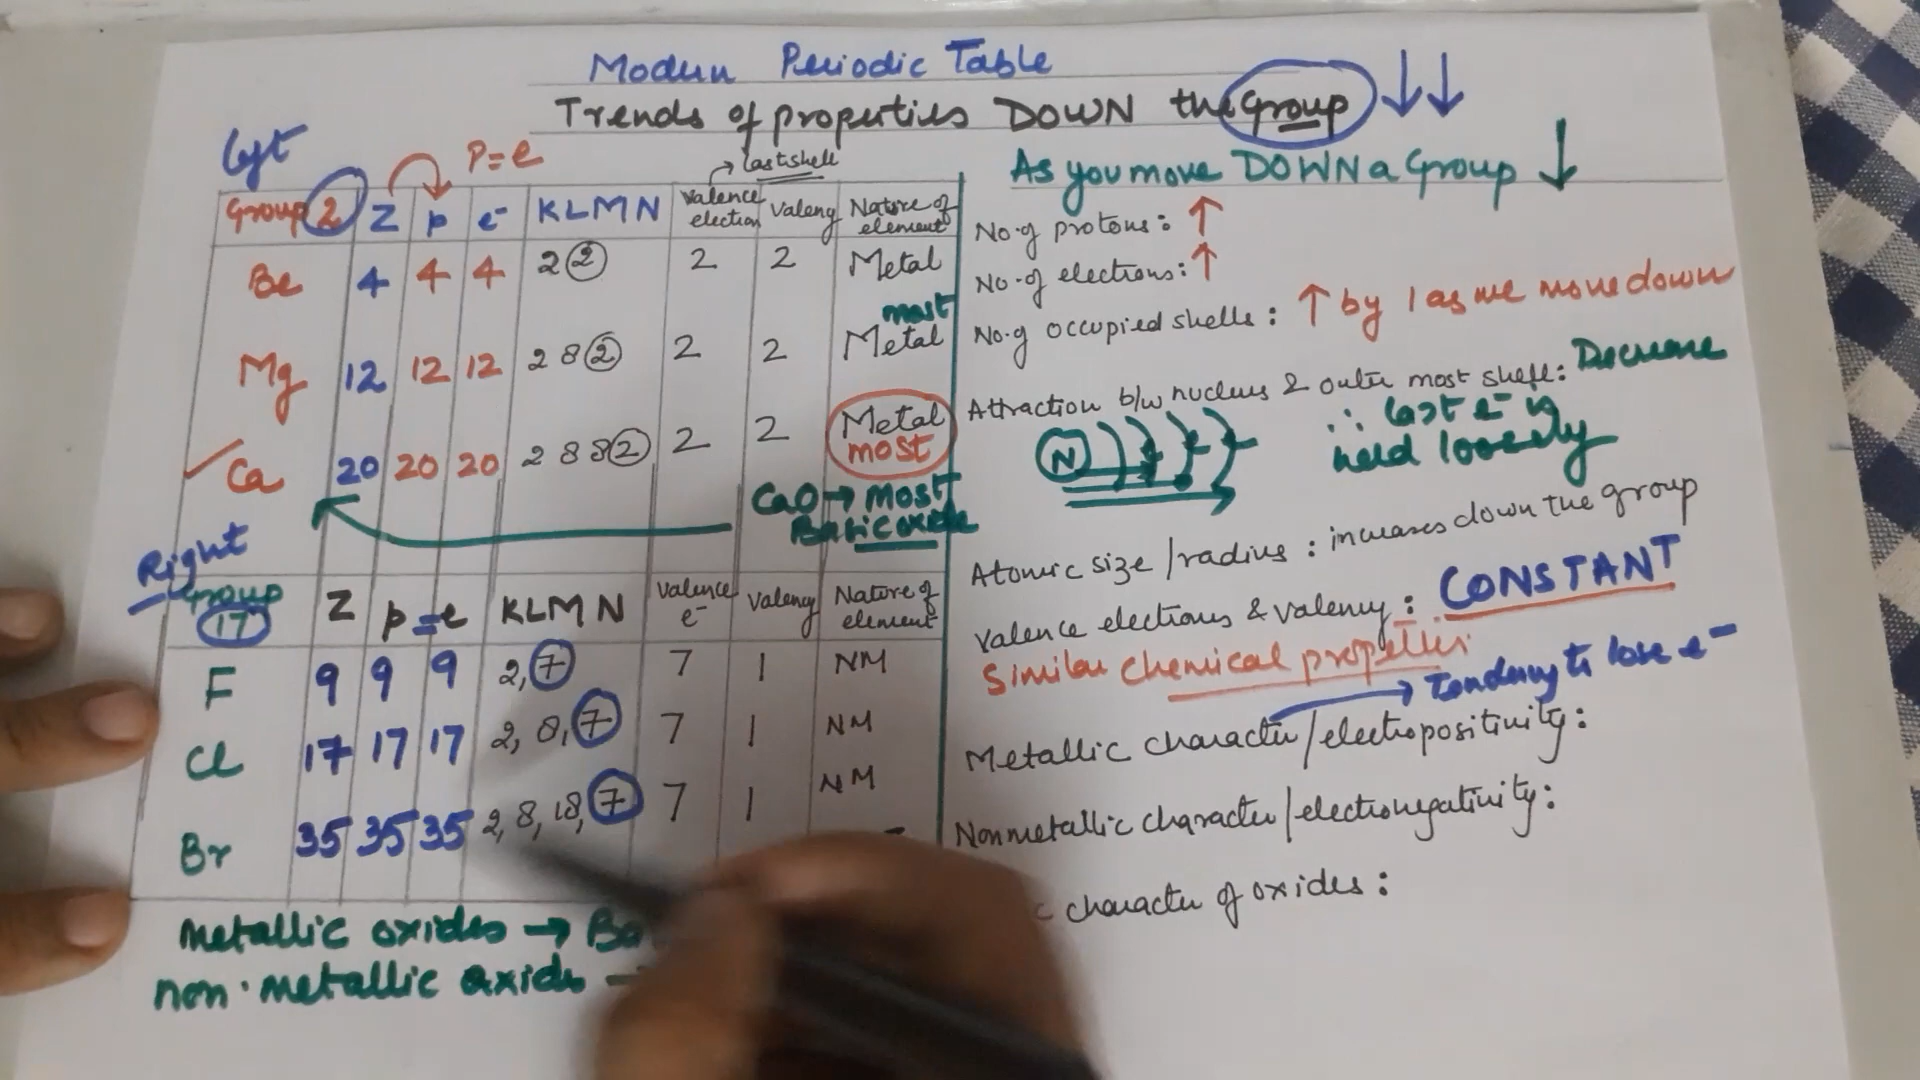 Modern Periodic Table
Trends of properties DOWN the Group ↓↓
Left
P=e
→ last shell
Group 2 Z p e⁻ KLMN Valence election Valeny Nature of element
Be 4 4 4 2 2 2 2 Metal
most
Mg 12 12 12 2 8 2 2 2 Metal
Ca 20 20 20 2 8 8 2 2 2 Metal
most
CaO → most
Basic oxide
Right
Group 17 Z p=e KLMN Valence e⁻ Valeny Nature of element
F 9 9 9 2, 7 7 1 NM
Cl 17 17 17 2, 8, 7 7 1 NM
Br 35 35 35 2, 8, 18, 7 7 1 NM
Metallic oxides → Ba
non-metallic oxides →
As you move DOWN a Group ↓
No. of protons: ↑
No. of elections: ↑
No. of occupied shells: ↑ by 1 as we move down
Attraction b/w nucleus & outer most shell: Decrease
N
∴ last e⁻ is
held loosely
Atomic size/radius: increases down the group
Valence elections & valency: CONSTANT
Similar chemical propetties
→ Tendency to lose e⁻
Metallic character/electropositivity:
Nonmetallic character/electronegativity:
c character of oxides: